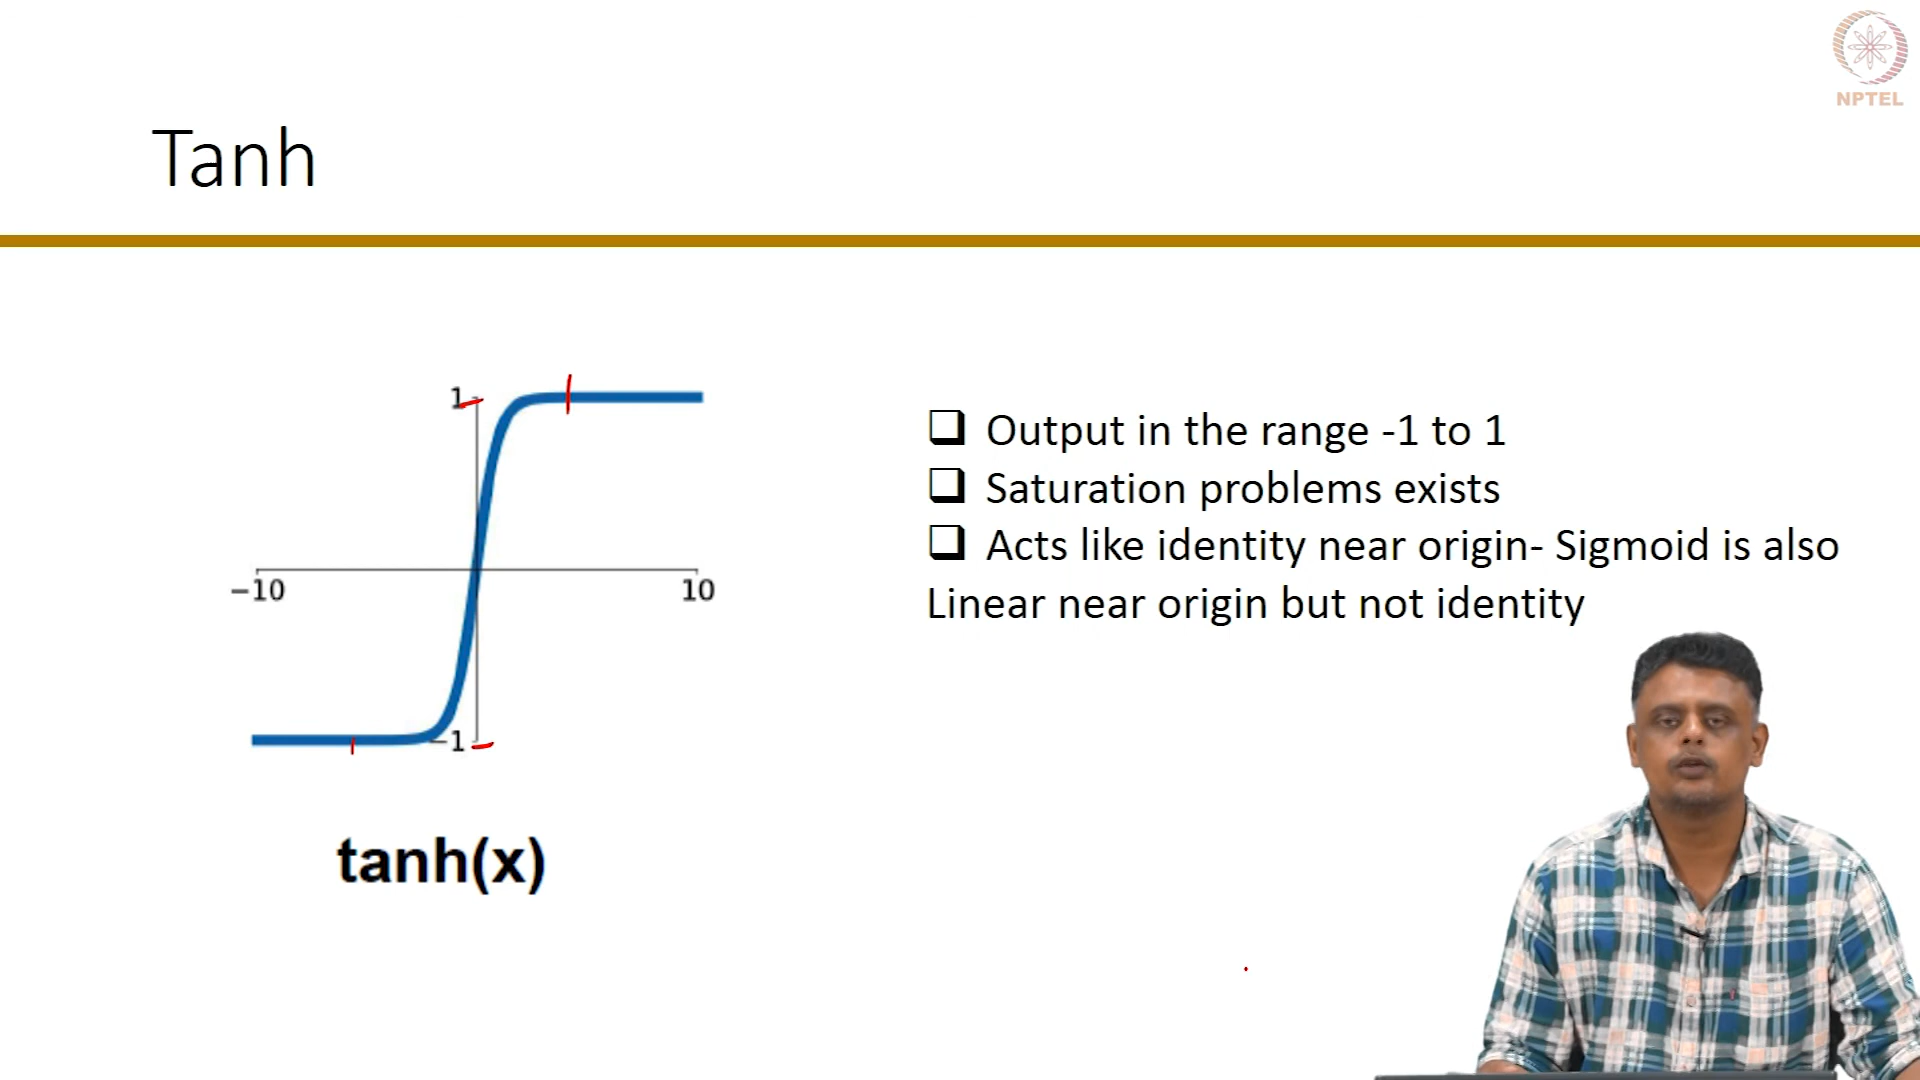 NPTEL
Tanh
1
−10
10
−1
tanh(x)
Output in the range -1 to 1
Saturation problems exists
Acts like identity near origin- Sigmoid is also
Linear near origin but not identity